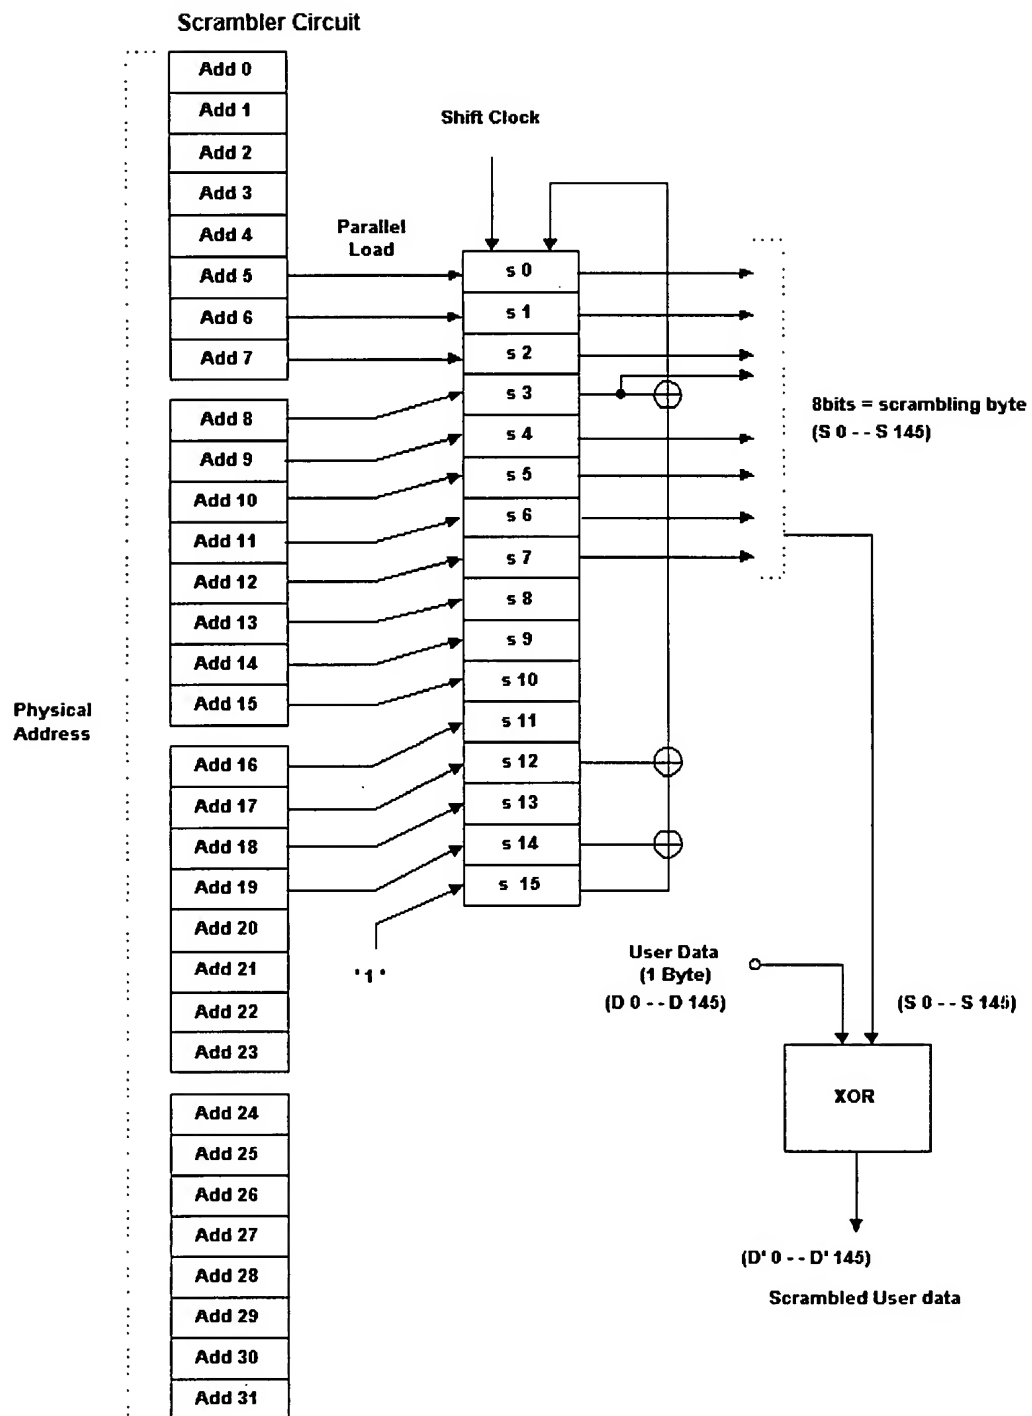 Scrambler Circuit
Add 0
Add 1
Add 2
Add 3
Add 4
Add 5
Add 6
Add 7
Add 8
Add 9
Add 10
Add 11
Add 12
Add 13
Add 14
Add 15
Add 16
Add 17
Add 18
Add 19
Add 20
Add 21
Add 22
Add 23
Add 24
Add 25
Add 26
Add 27
Add 28
Add 29
Add 30
Add 31
Physical
Address
Parallel
Load
Shift Clock
s 0
s 1
s 2
s 3
s 4
s 5
s 6
s 7
s 8
s 9
s 10
s 11
s 12
s 13
s 14
s 15
'1'
8bits = scrambling byte
(S 0 - - S 145)
User Data
(1 Byte)
(D 0 - - D 145)
(S 0 - - S 145)
XOR
(D' 0 - - D' 145)
Scrambled User data